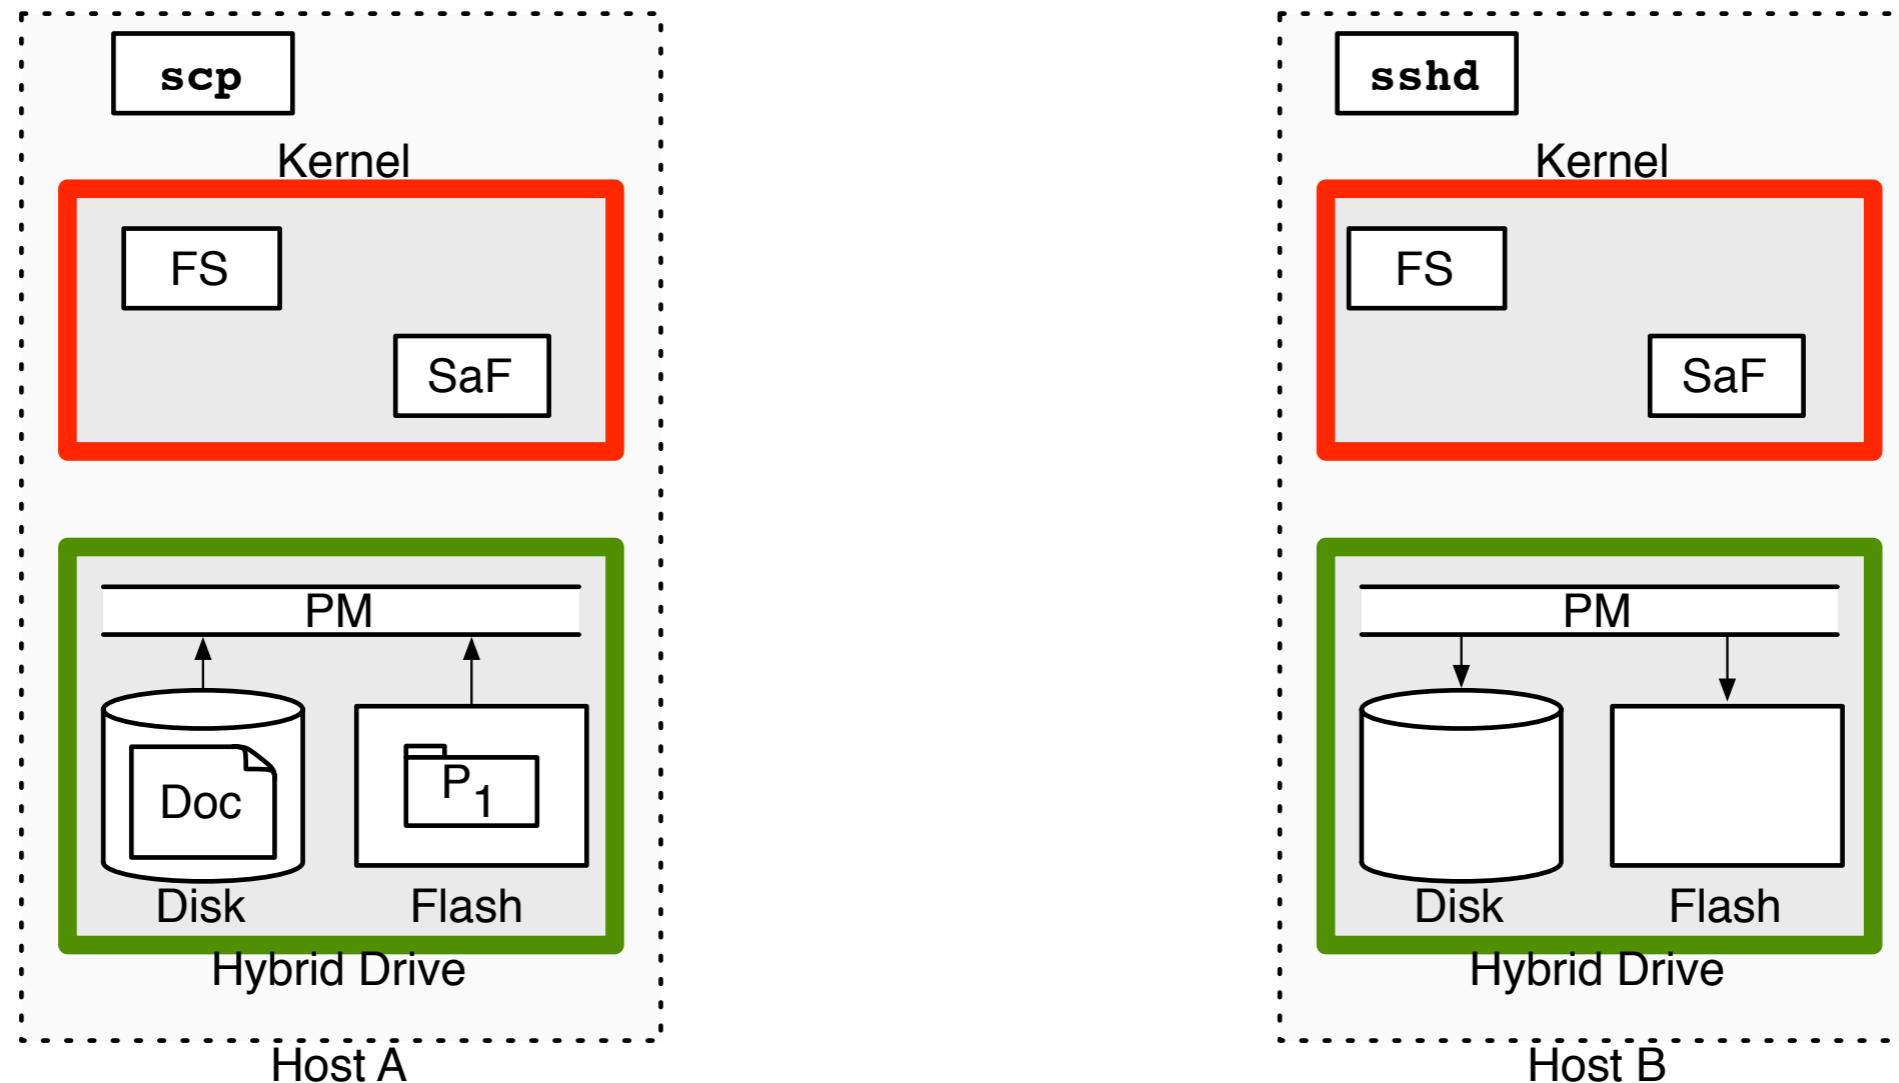 scp
Kernel
FS
SaF
PM
Doc
P1
Disk Flash
Hybrid Drive
Host A
sshd
Kernel
FS
SaF
PM
Disk Flash
Hybrid Drive
Host B